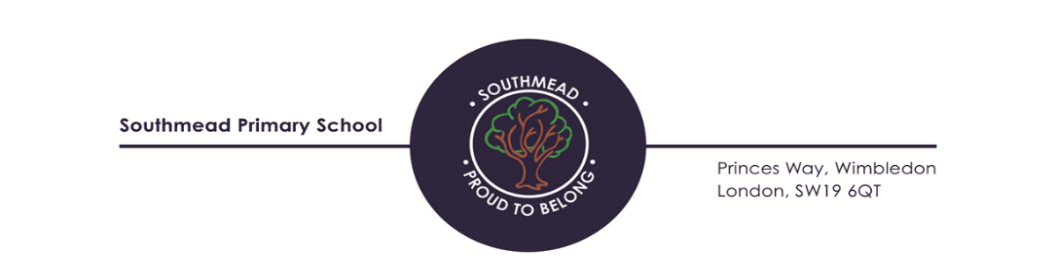 Southmead Primary School
• SOUTHMEAD •
• PROUD TO BELONG •
Princes Way, Wimbledon
London, SW19 6QT